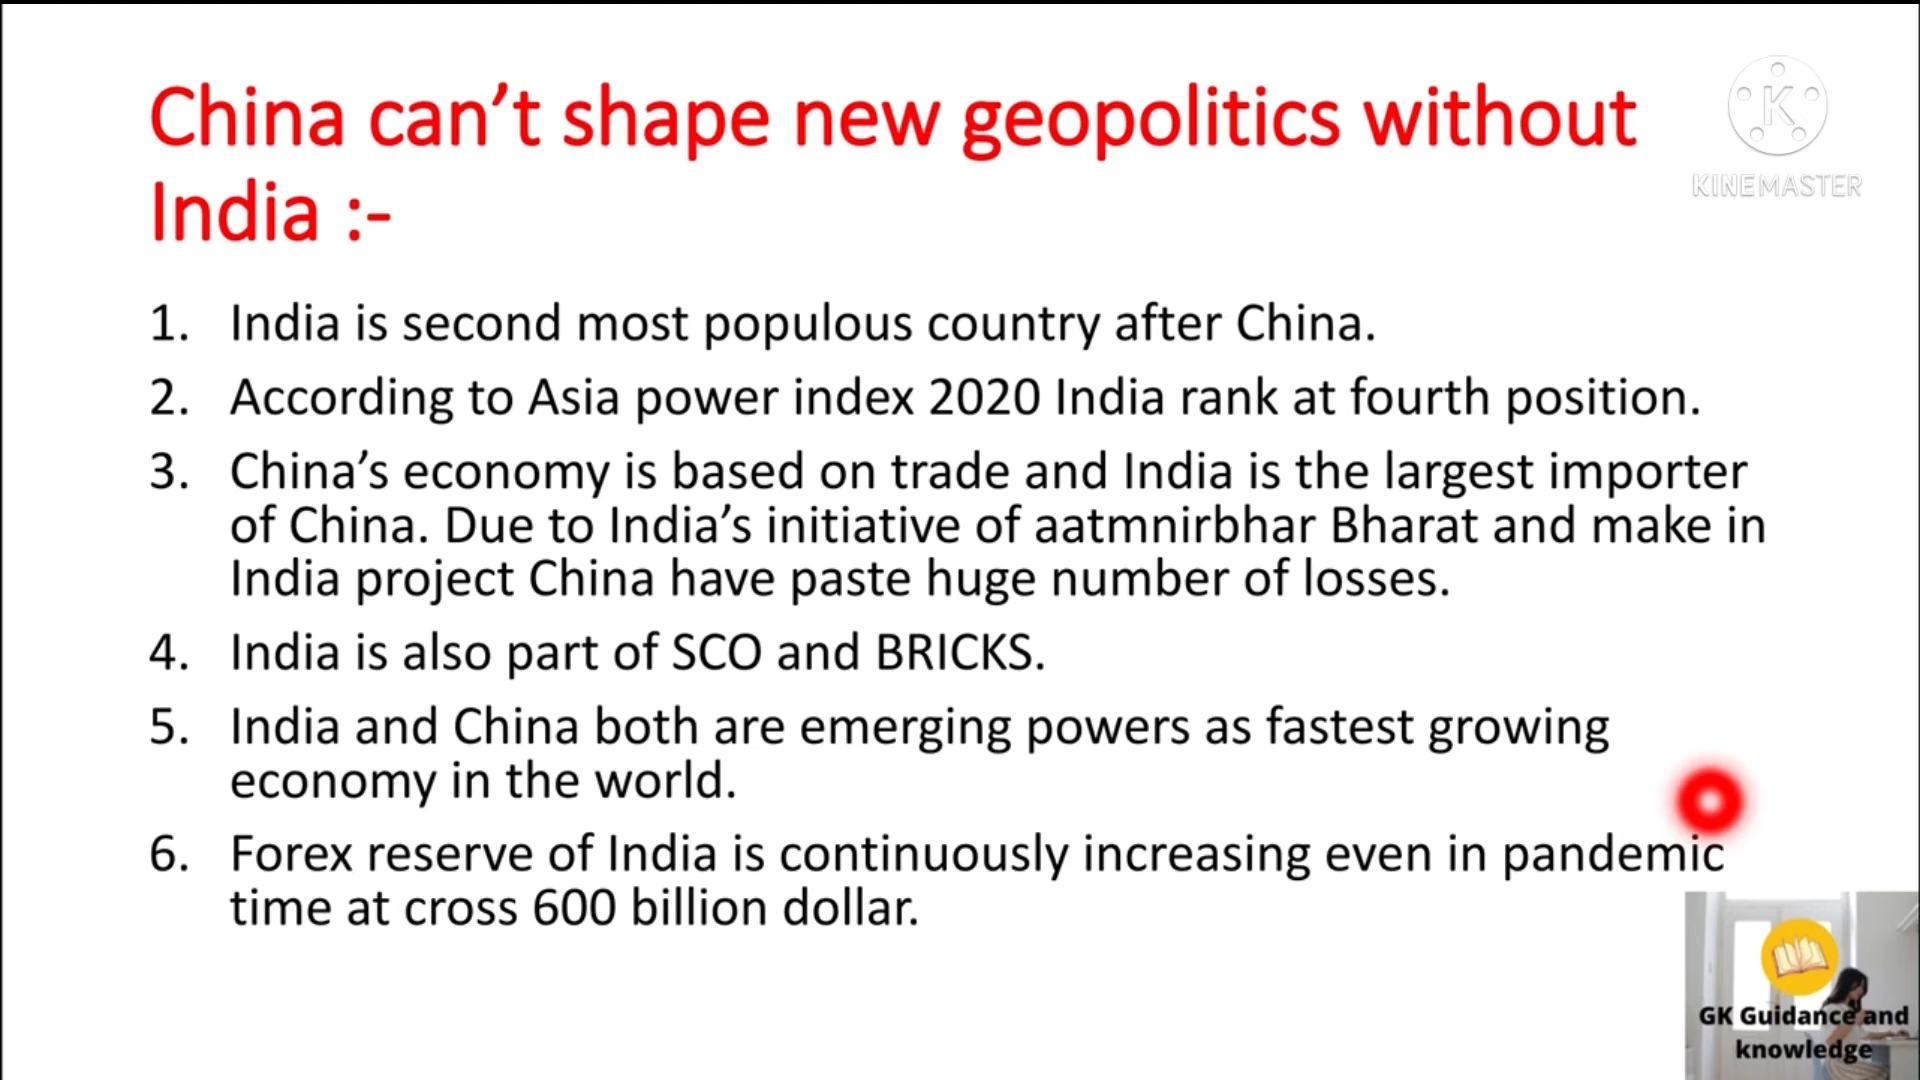 China can’t shape new geopolitics without
India :-
K
KINEMASTER
1. India is second most populous country after China.
2. According to Asia power index 2020 India rank at fourth position.
3. China’s economy is based on trade and India is the largest importer
of China. Due to India’s initiative of aatmnirbhar Bharat and make in
India project China have paste huge number of losses.
4. India is also part of SCO and BRICKS.
5. India and China both are emerging powers as fastest growing
economy in the world.
6. Forex reserve of India is continuously increasing even in pandemic
time at cross 600 billion dollar.
GK Guidance and
knowledge